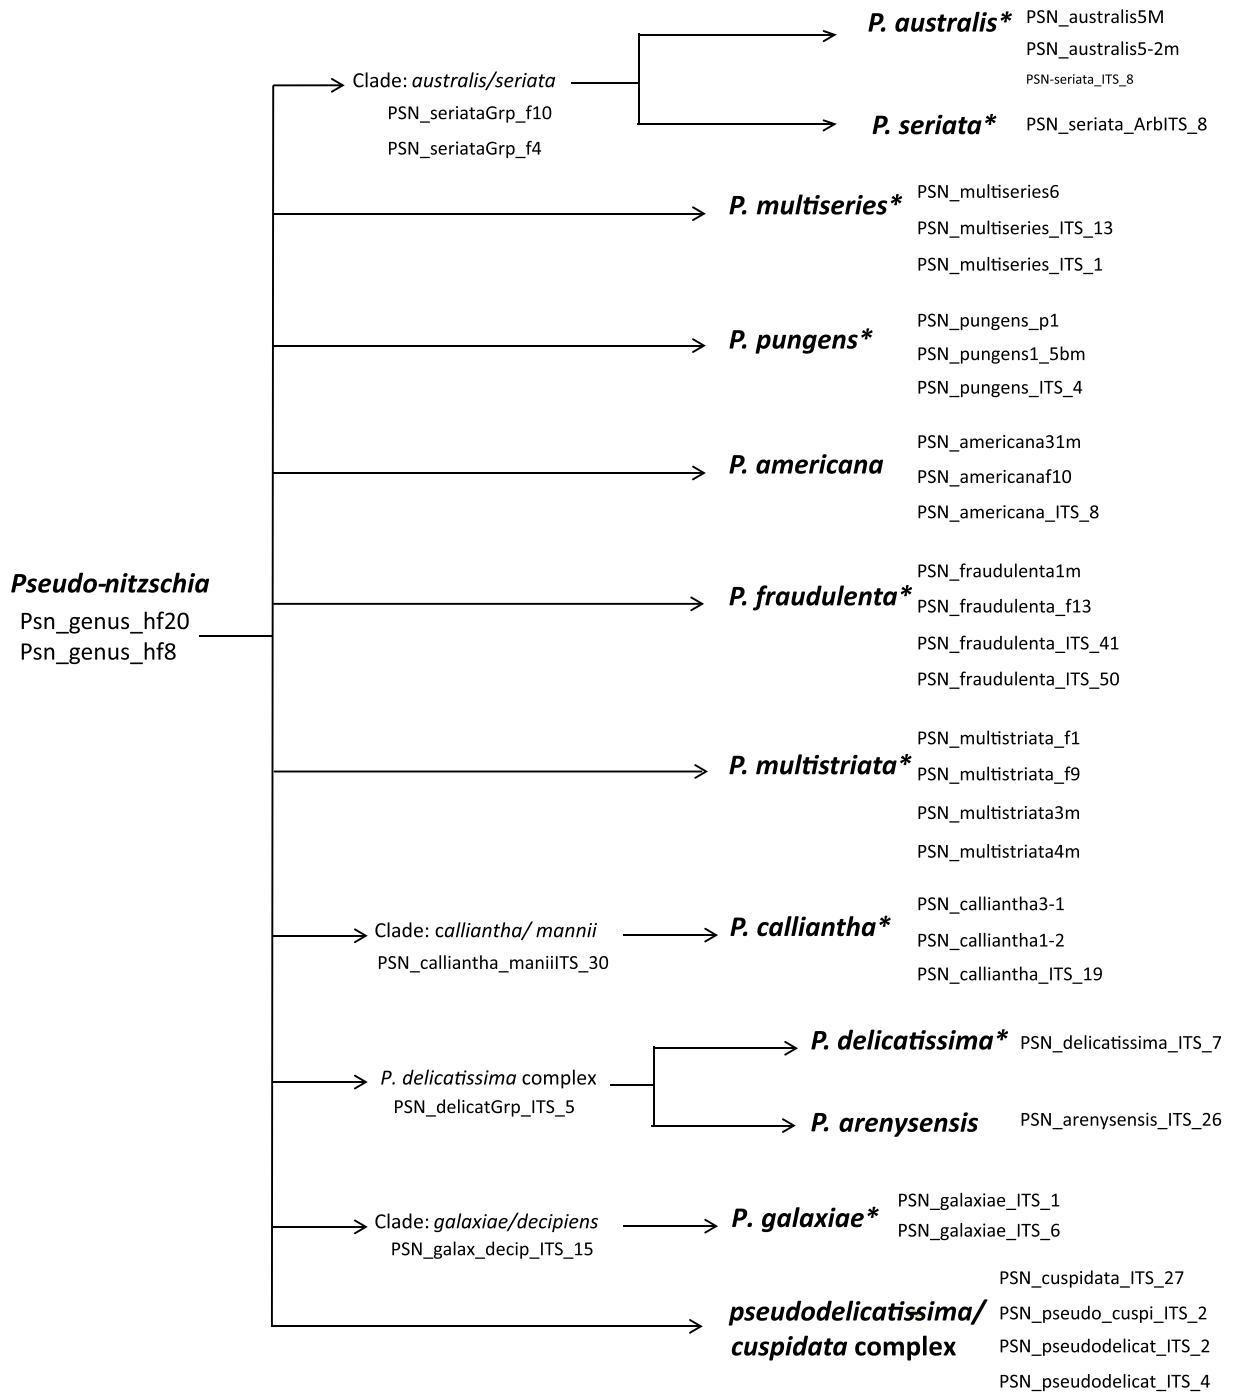 P. australis*
PSN_australis5M
PSN_australis5-2m
PSN-seriata_ITS_8
Clade: australis/seriata
PSN_seriataGrp_f10
PSN_seriataGrp_f4
P. seriata*
PSN_seriata_ArbITS_8
P. multiseries*
PSN_multiseries6
PSN_multiseries_ITS_13
PSN_multiseries_ITS_1
P. pungens*
PSN_pungens_p1
PSN_pungens1_5bm
PSN_pungens_ITS_4
P. americana
PSN_americana31m
PSN_americanaf10
PSN_americana_ITS_8
Pseudo-nitzschia
Psn_genus_hf20
Psn_genus_hf8
P. fraudulenta*
PSN_fraudulenta1m
PSN_fraudulenta_f13
PSN_fraudulenta_ITS_41
PSN_fraudulenta_ITS_50
P. multistriata*
PSN_multistriata_f1
PSN_multistriata_f9
PSN_multistriata3m
PSN_multistriata4m
Clade: calliantha/ mannii
PSN_calliantha_maniiITS_30
P. calliantha*
PSN_calliantha3-1
PSN_calliantha1-2
PSN_calliantha_ITS_19
P. delicatissima complex
PSN_delicatGrp_ITS_5
P. delicatissima*
PSN_delicatissima_ITS_7
P. arenysensis
PSN_arenysensis_ITS_26
Clade: galaxiae/decipiens
PSN_galax_decip_ITS_15
P. galaxiae*
PSN_galaxiae_ITS_1
PSN_galaxiae_ITS_6
pseudodelicatissima/
cuspidata complex
PSN_cuspidata_ITS_27
PSN_pseudo_cuspi_ITS_2
PSN_pseudodelicat_ITS_2
PSN_pseudodelicat_ITS_4